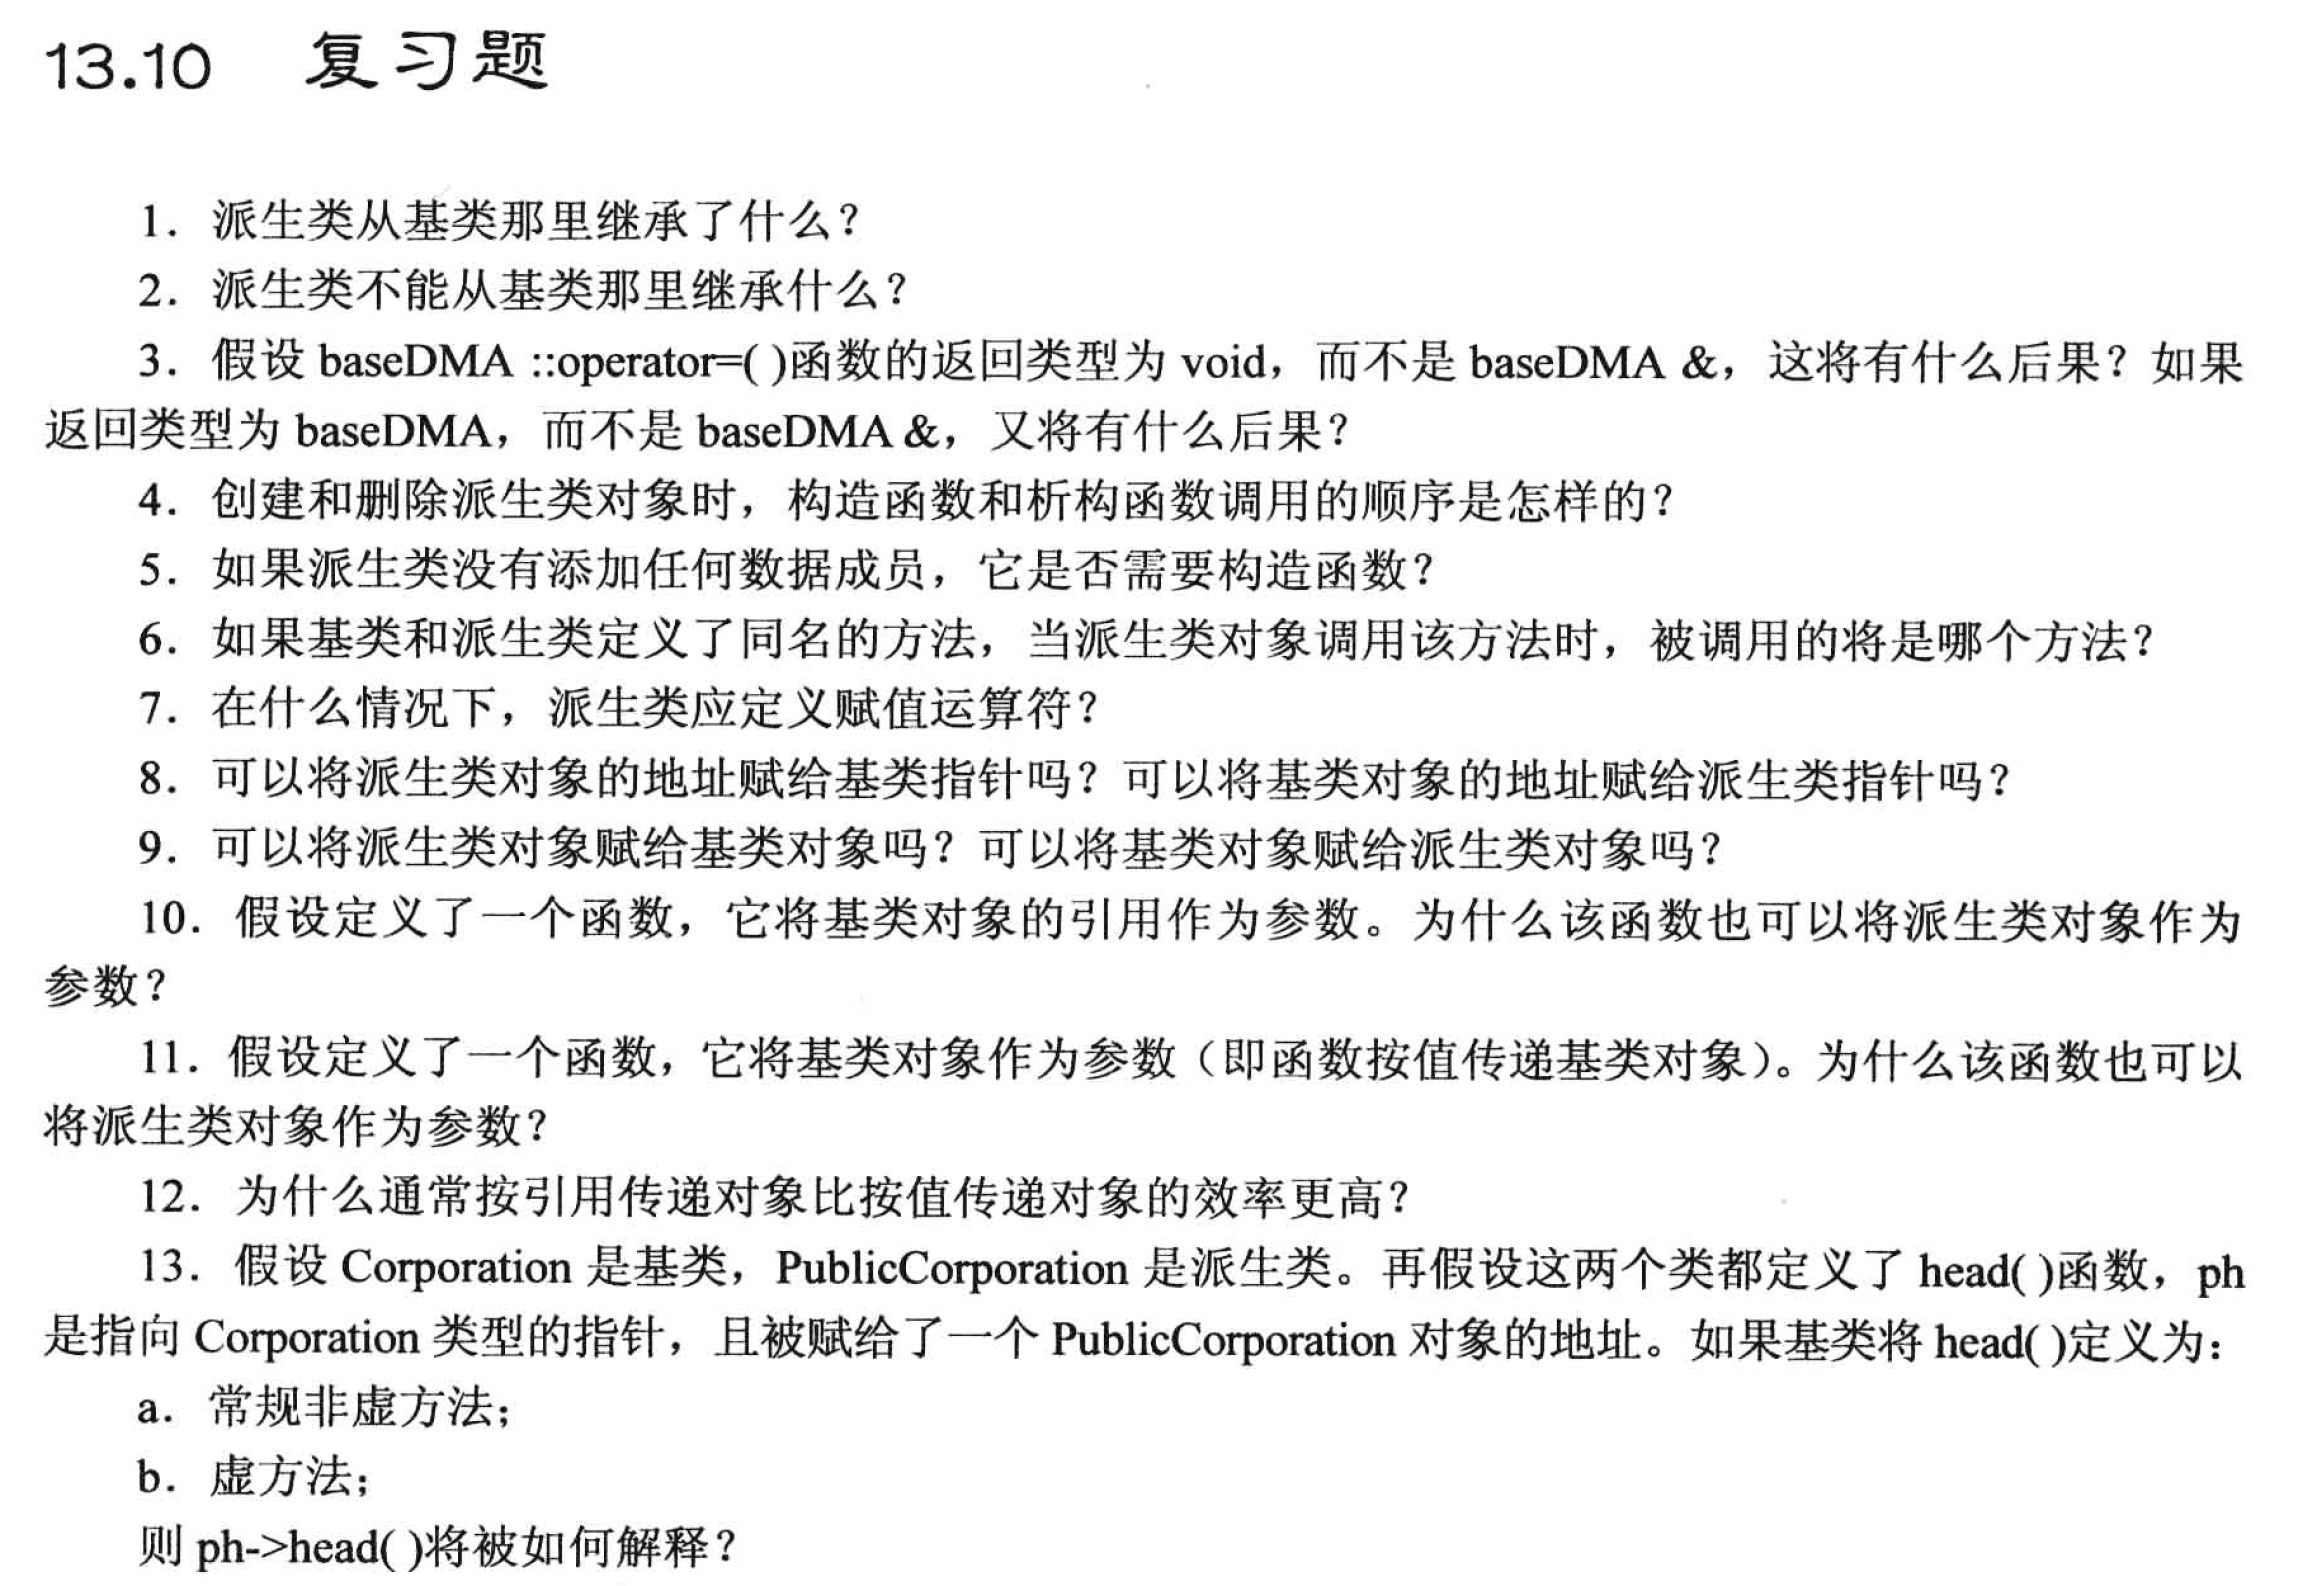 13.10 复习题
1. 派生类从基类那里继承了什么？
2. 派生类不能从基类那里继承什么？
3. 假设 baseDMA ::operator=( )函数的返回类型为 void，而不是 baseDMA &，这将有什么后果？如果
返回类型为 baseDMA，而不是 baseDMA &，又将有什么后果？
4. 创建和删除派生类对象时，构造函数和析构函数调用的顺序是怎样的？
5. 如果派生类没有添加任何数据成员，它是否需要构造函数？
6. 如果基类和派生类定义了同名的方法，当派生类对象调用该方法时，被调用的将是哪个方法？
7. 在什么情况下，派生类应定义赋值运算符？
8. 可以将派生类对象的地址赋给基类指针吗？可以将基类对象的地址赋给派生类指针吗？
9. 可以将派生类对象赋给基类对象吗？可以将基类对象赋给派生类对象吗？
10. 假设定义了一个函数，它将基类对象的引用作为参数。为什么该函数也可以将派生类对象作为
参数？
11. 假设定义了一个函数，它将基类对象作为参数（即函数按值传递基类对象）。为什么该函数也可以
将派生类对象作为参数？
12. 为什么通常按引用传递对象比按值传递对象的效率更高？
13. 假设 Corporation 是基类，PublicCorporation 是派生类。再假设这两个类都定义了 head( )函数，ph
是指向 Corporation 类型的指针，且被赋给了一个 PublicCorporation 对象的地址。如果基类将 head( )定义为：
a. 常规非虚方法；
b. 虚方法；
则 ph->head( )将被如何解释？